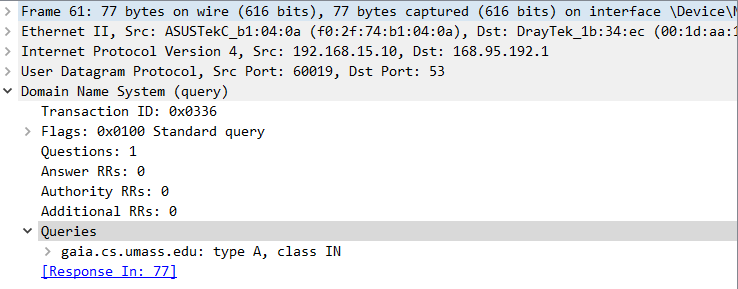 Frame 61: 77 bytes on wire (616 bits), 77 bytes captured (616 bits) on interface \Device\N
Ethernet II, Src: ASUSTekC_b1:04:0a (f0:2f:74:b1:04:0a), Dst: DrayTek_1b:34:ec (00:1d:aa:1
Internet Protocol Version 4, Src: 192.168.15.10, Dst: 168.95.192.1
User Datagram Protocol, Src Port: 60019, Dst Port: 53
Domain Name System (query)
Transaction ID: 0x0336
Flags: 0x0100 Standard query
Questions: 1
Answer RRs: 0
Authority RRs: 0
Additional RRs: 0
Queries
gaia.cs.umass.edu: type A, class IN
[Response In: 77]